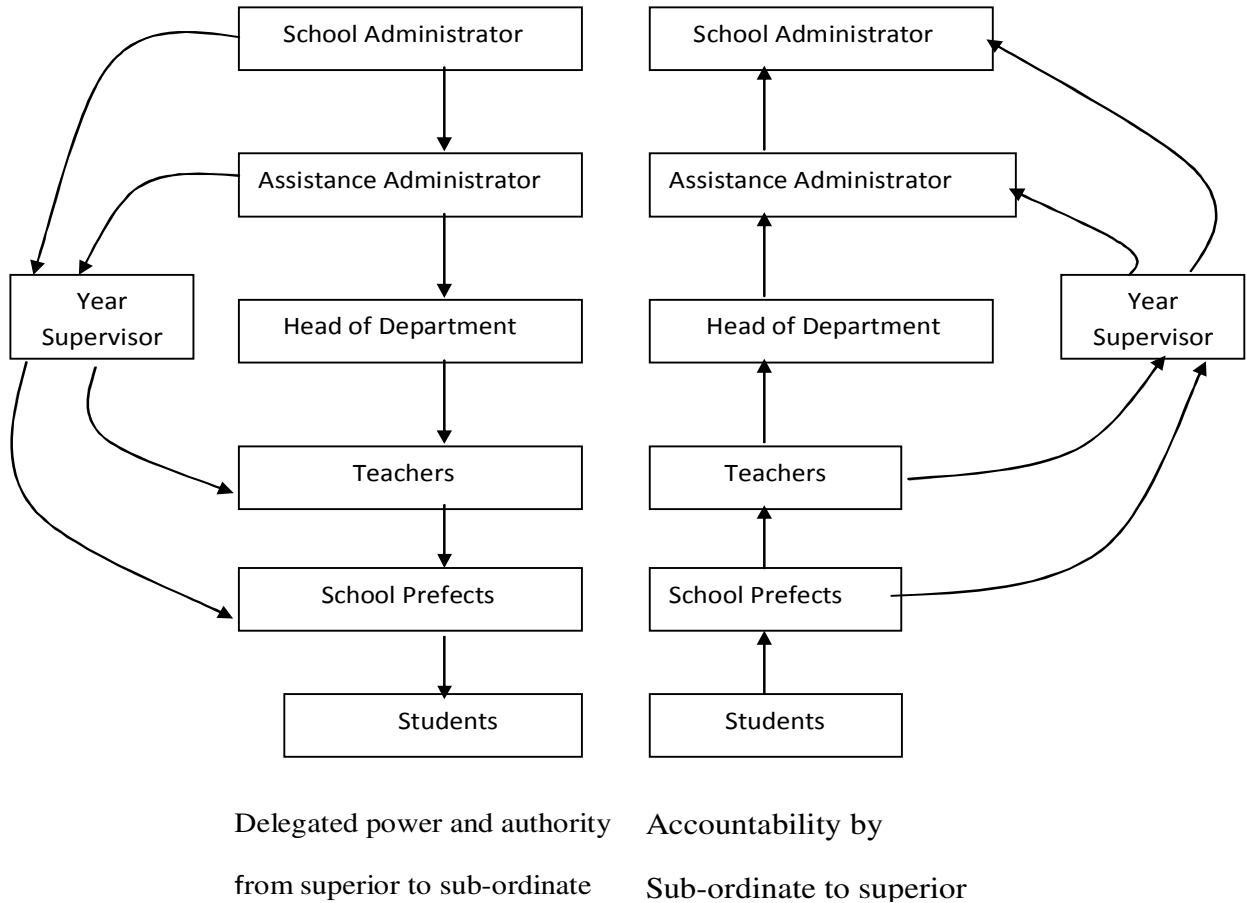 School Administrator
Assistance Administrator
Year
Supervisor
Head of Department
Teachers
School Prefects
Students
Delegated power and authority
from superior to sub-ordinate
School Administrator
Assistance Administrator
Head of Department
Year
Supervisor
Teachers
School Prefects
Students
Accountability by
Sub-ordinate to superior